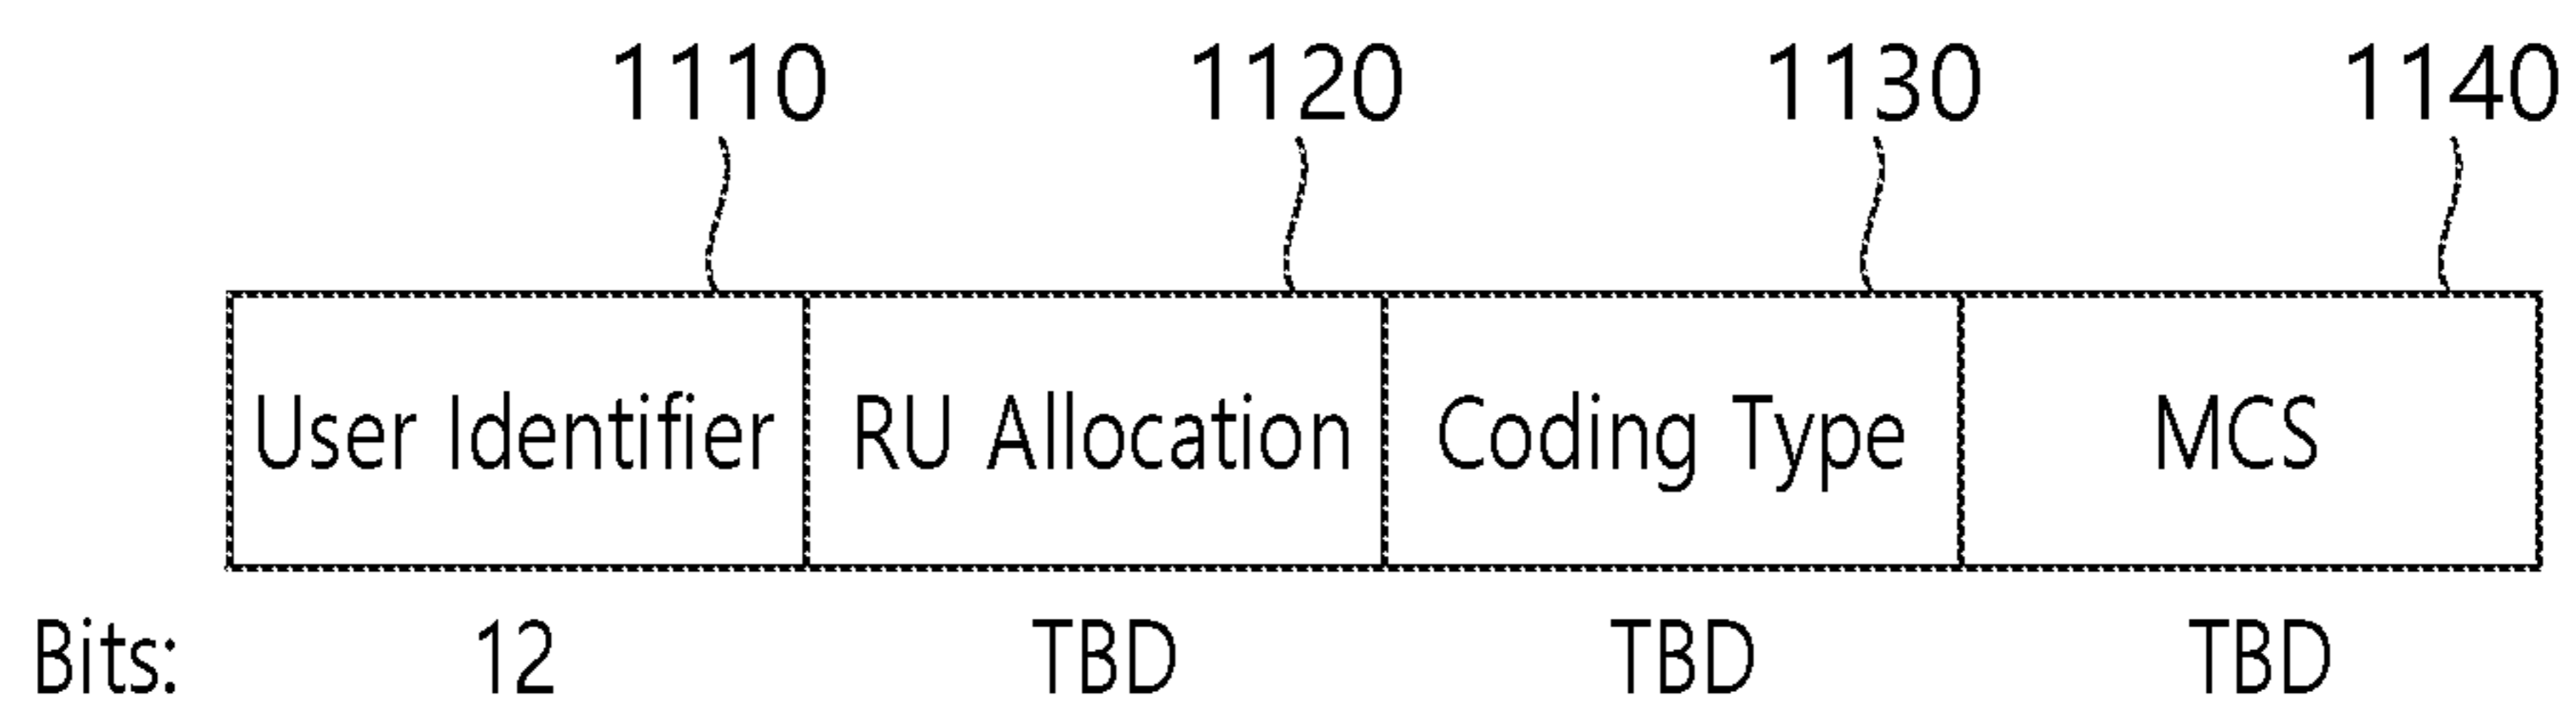 1110 1120 1130 1140
User Identifier RU Allocation Coding Type MCS
Bits: 12 TBD TBD TBD